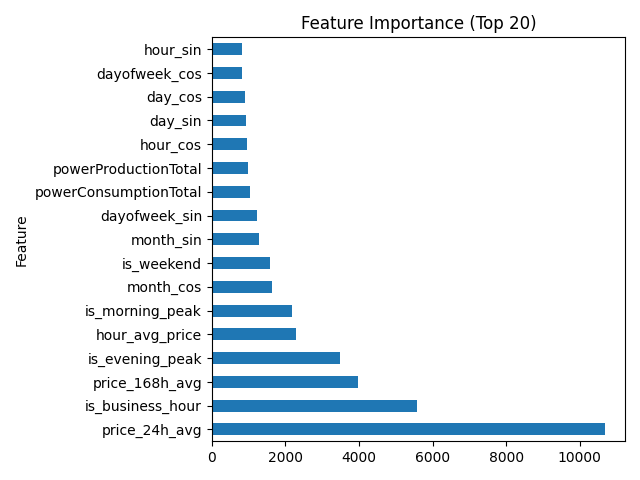 Feature Importance (Top 20)
Feature
hour_sin
dayofweek_cos
day_cos
day_sin
hour_cos
powerProductionTotal
powerConsumptionTotal
dayofweek_sin
month_sin
is_weekend
month_cos
is_morning_peak
hour_avg_price
is_evening_peak
price_168h_avg
is_business_hour
price_24h_avg
0 2000 4000 6000 8000 10000